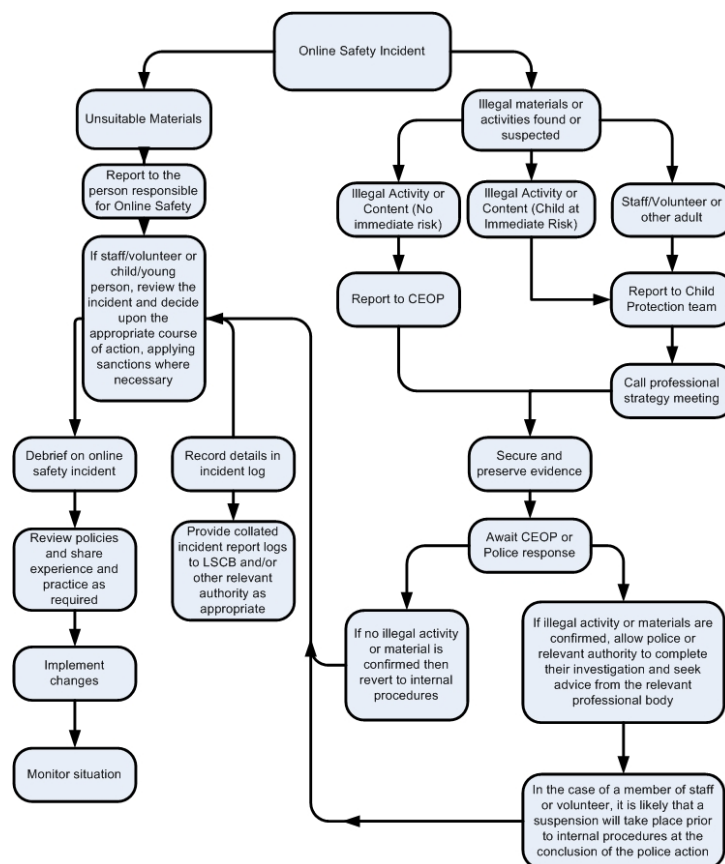 Online Safety Incident
Unsuitable Materials
Report to the
person responsible
for Online Safety
If staff/volunteer or
child/young
person, review the
incident and decide
upon the
appropriate course
of action, applying
sanctions where
necessary
Debrief on online
safety incident
Review policies
and share
experience and
practice as
required
Implement
changes
Monitor situation
Record details in
incident log
Provide collated
incident report logs
to LSCB and/or
other relevant
authority as
appropriate
Illegal materials or
activities found or
suspected
Illegal Activity or
Content (No
immediate risk)
Illegal Activity or
Content (Child at
Immediate Risk)
Staff/Volunteer or
other adult
Report to CEOP
Report to Child
Protection team
Call professional
strategy meeting
Secure and
preserve evidence
Await CEOP or
Police response
If no illegal activity
or material is
confirmed then
revert to internal
procedures
If illegal activity or materials are
confirmed, allow police or
relevant authority to complete
their investigation and seek
advice from the relevant
professional body
In the case of a member of staff
or volunteer, it is likely that a
suspension will take place prior
to internal procedures at the
conclusion of the police action